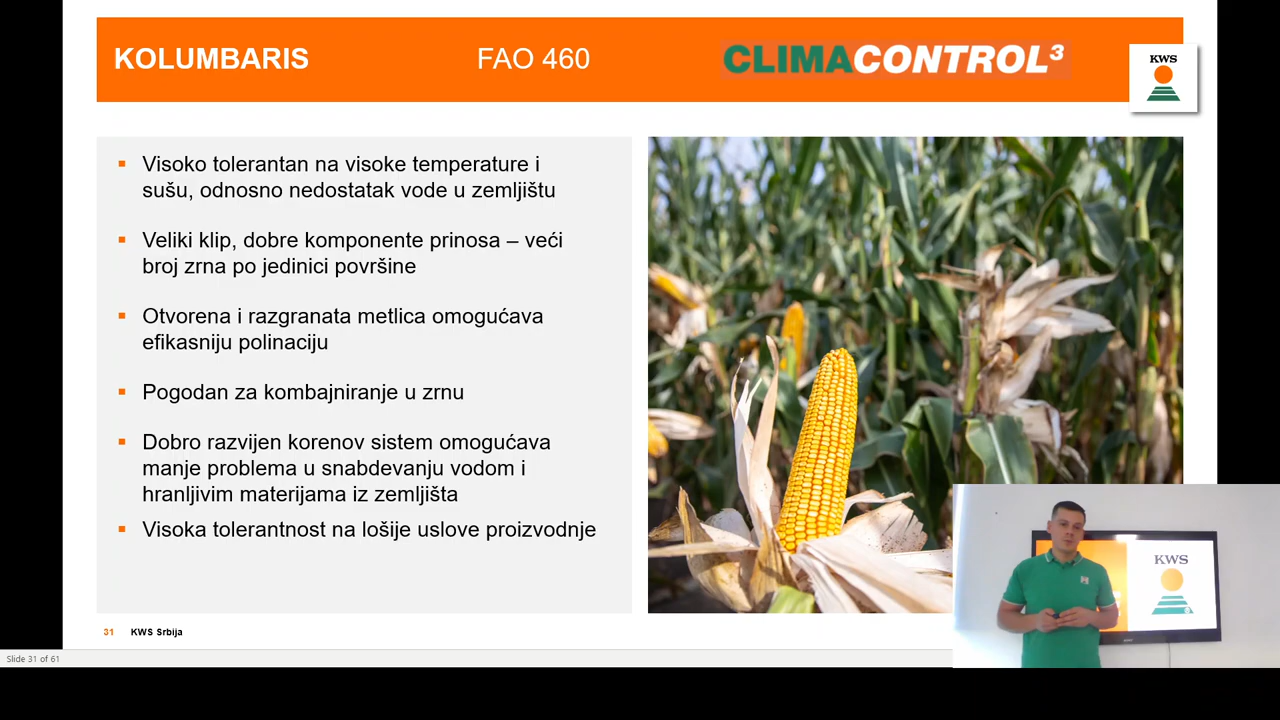 KOLUMBARIS
FAO 460
CLIMACONTROL³
KWS
Visoko tolerantan na visoke temperature i
sušu, odnosno nedostatak vode u zemljištu
Veliki klip, dobre komponente prinosa – veći
broj zrna po jedinici površine
Otvorena i razgranata metlica omogućava
efikasniju polinaciju
Pogodan za kombajniranje u zrnu
Dobro razvijen korenov sistem omogućava
manje problema u snabdevanju vodom i
hranljivim materijama iz zemljišta
Visoka tolerantnost na lošije uslove proizvodnje
KWS
31 KWS Srbija
Slide 31 of 61